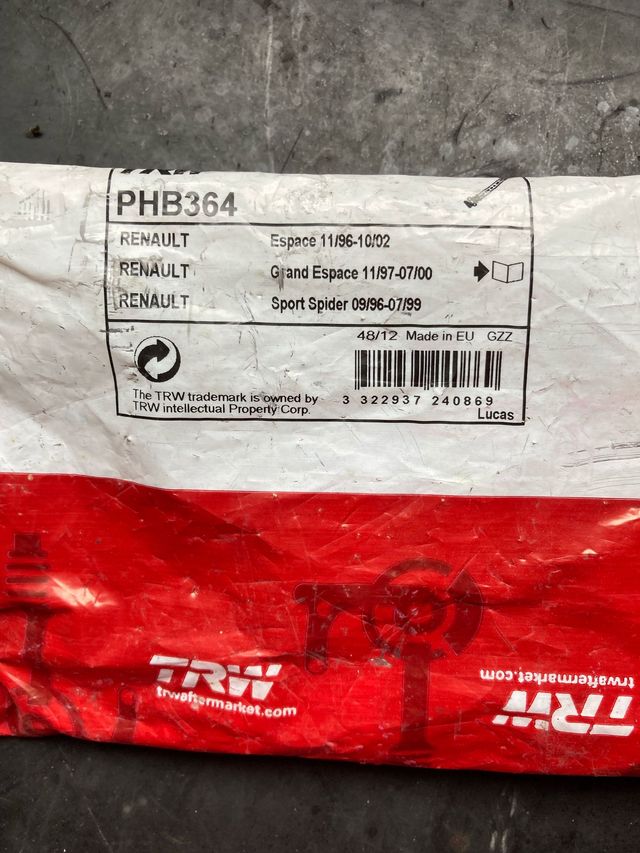 TRW
PHB364
RENAULT Espace 11/96-10/02
RENAULT Grand Espace 11/97-07/00
RENAULT Sport Spider 09/96-07/99
48/12 Made in EU GZZ
The TRW trademark is owned by
TRW intellectual Property Corp.
3 322937 240869
Lucas
TRW
trwaftermarket.com
TRW
trwaftermarket.com